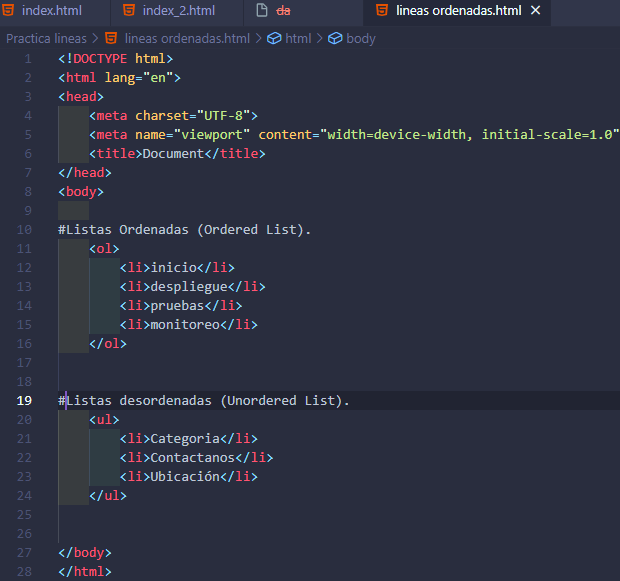 index.html index_2.html da lineas ordenadas.html
Practica lineas > lineas ordenadas.html > html > body
1 <!DOCTYPE html>
2 <html lang="en">
3 <head>
4 <meta charset="UTF-8">
5 <meta name="viewport" content="width=device-width, initial-scale=1.0"
6 <title>Document</title>
7 </head>
8 <body>
9
10 #Listas Ordenadas (Ordered List).
11 <ol>
12 <li>inicio</li>
13 <li>despliegue</li>
14 <li>pruebas</li>
15 <li>monitoreo</li>
16 </ol>
17
18
19 #Listas desordenadas (Unordered List).
20 <ul>
21 <li>Categoria</li>
22 <li>Contactanos</li>
23 <li>Ubicación</li>
24 </ul>
25
26
27 </body>
28 </html>